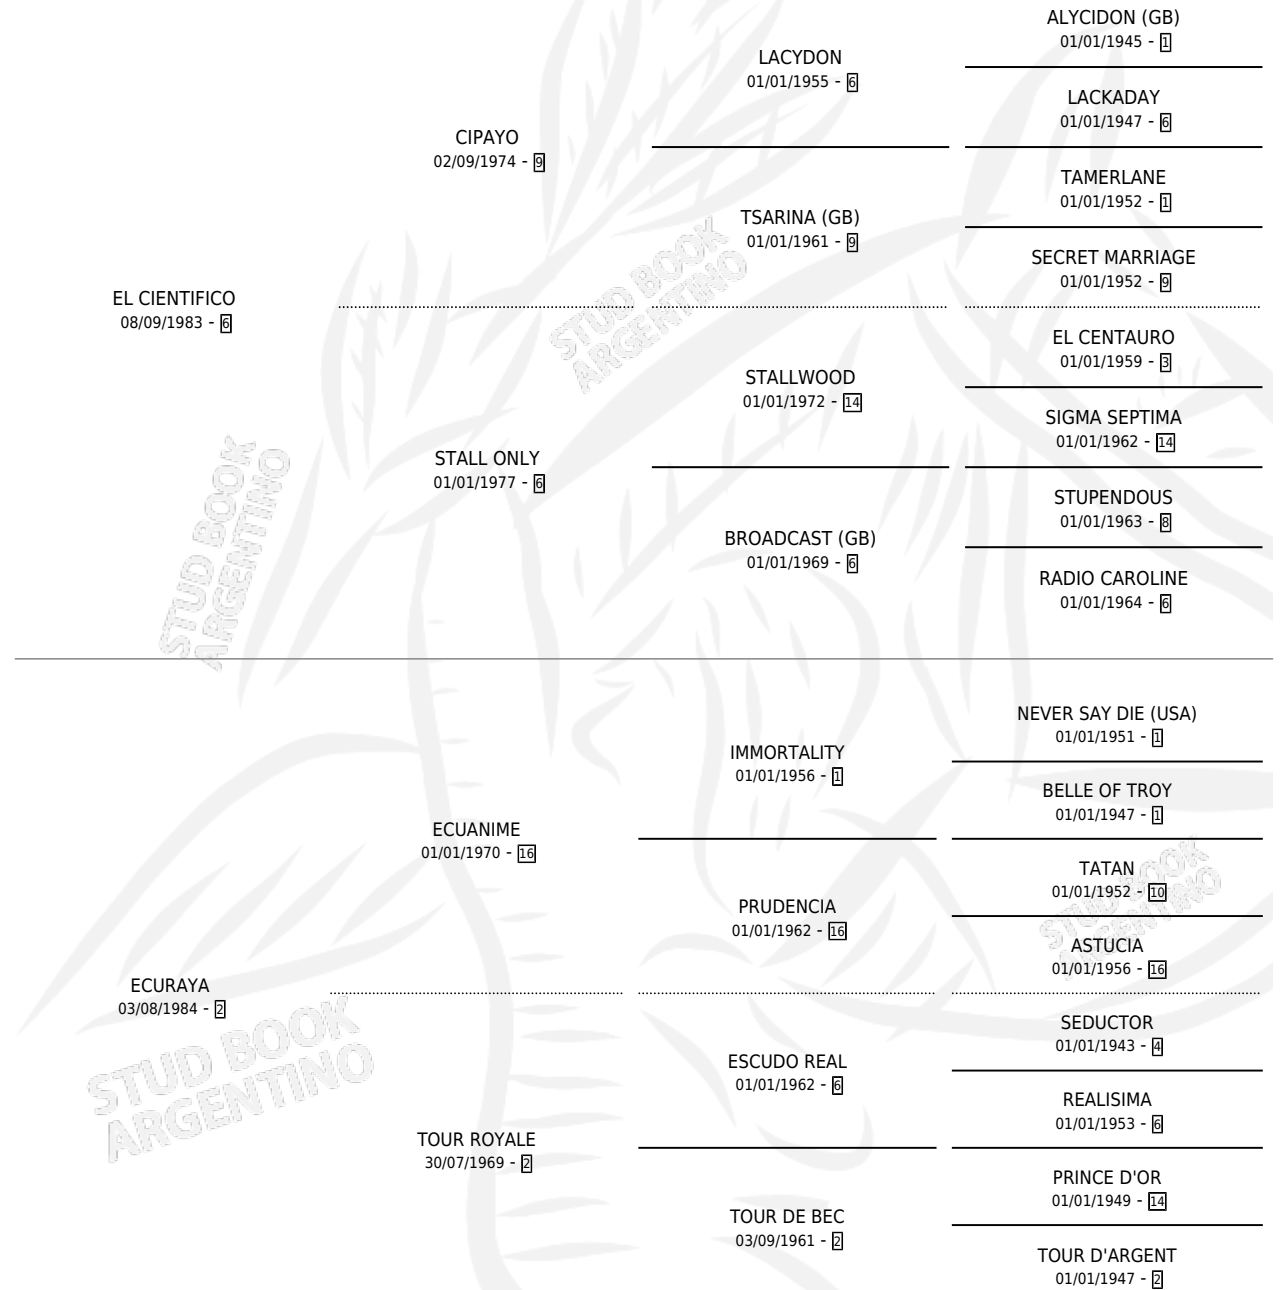 ALYCIDON (GB)
01/01/1945 - 1
LACYDON
01/01/1955 - 6
LACKADAY
01/01/1947 - 6
CIPAYO
02/09/1974 - 9
TAMERLANE
01/01/1952 - 1
TSARINA (GB)
01/01/1961 - 9
SECRET MARRIAGE
01/01/1952 - 9
EL CIENTIFICO
08/09/1983 - 6
STUD BOOK
ARGENTINO
EL CENTAURO
01/01/1959 - 3
STALLWOOD
01/01/1972 - 14
SIGMA SEPTIMA
01/01/1962 - 14
STALL ONLY
01/01/1977 - 6
STUPENDOUS
01/01/1963 - 8
BROADCAST (GB)
01/01/1969 - 6
RADIO CAROLINE
01/01/1964 - 6
STUD BOOK
ARGENTINO
NEVER SAY DIE (USA)
01/01/1951 - 1
IMMORTALITY
01/01/1956 - 1
BELLE OF TROY
01/01/1947 - 1
ECUANIME
01/01/1970 - 16
TATAN
01/01/1952 - 10
PRUDENCIA
01/01/1962 - 16
STUD BOOK
ARGENTINO
ASTUCIA
01/01/1956 - 16
ECURAYA
03/08/1984 - 2
STUD BOOK
ARGENTINO
SEDUCTOR
01/01/1943 - 4
ESCUDO REAL
01/01/1962 - 6
REALISIMA
01/01/1953 - 6
TOUR ROYALE
30/07/1969 - 2
PRINCE D'OR
01/01/1949 - 14
TOUR DE BEC
03/09/1961 - 2
TOUR D'ARGENT
01/01/1947 - 2